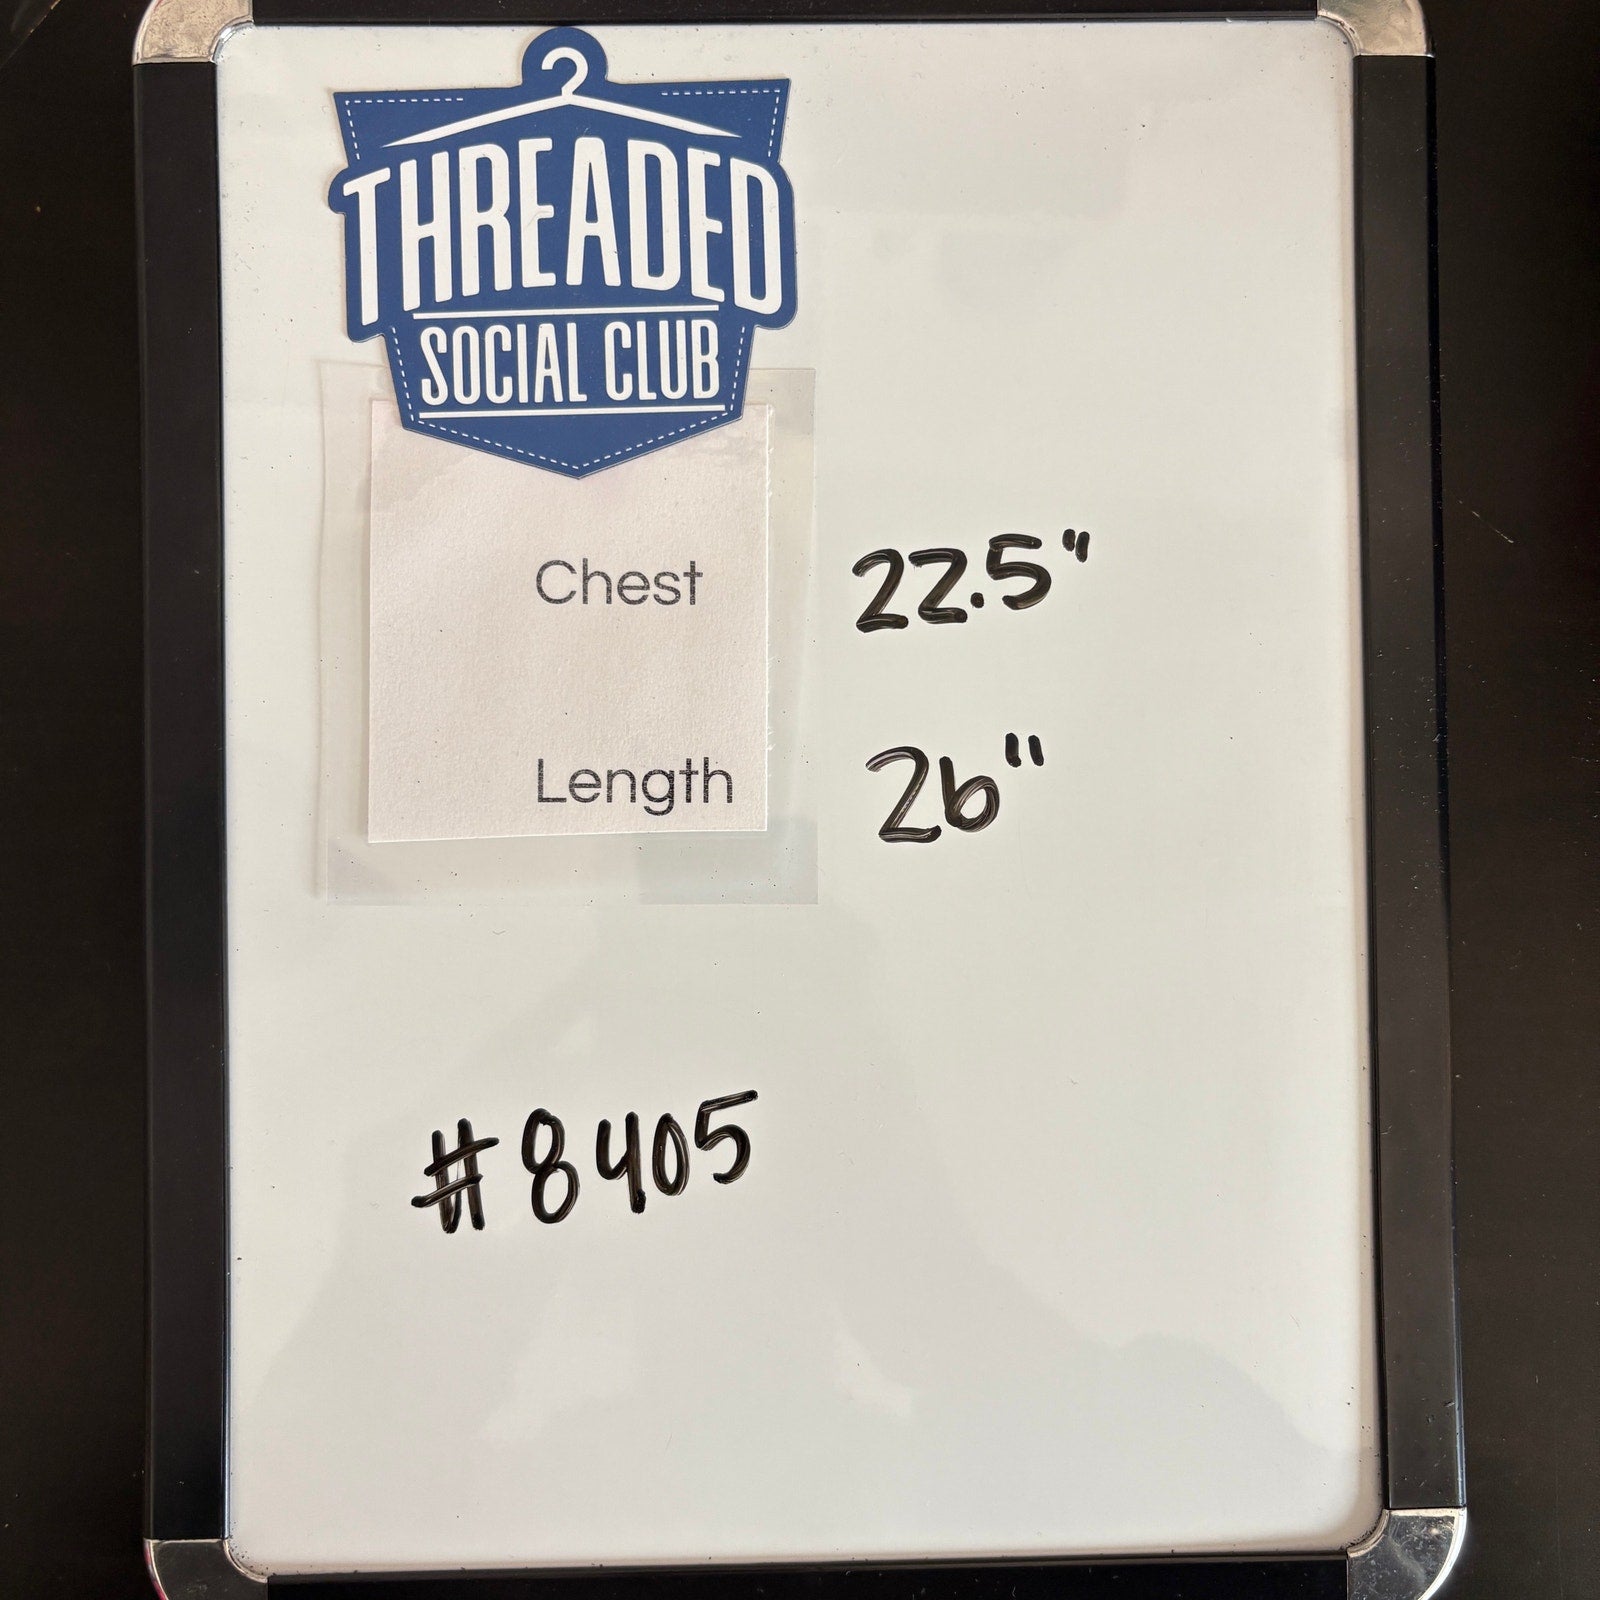 THREADED
SOCIAL CLUB
Chest 22.5"
Length 26"
#8405